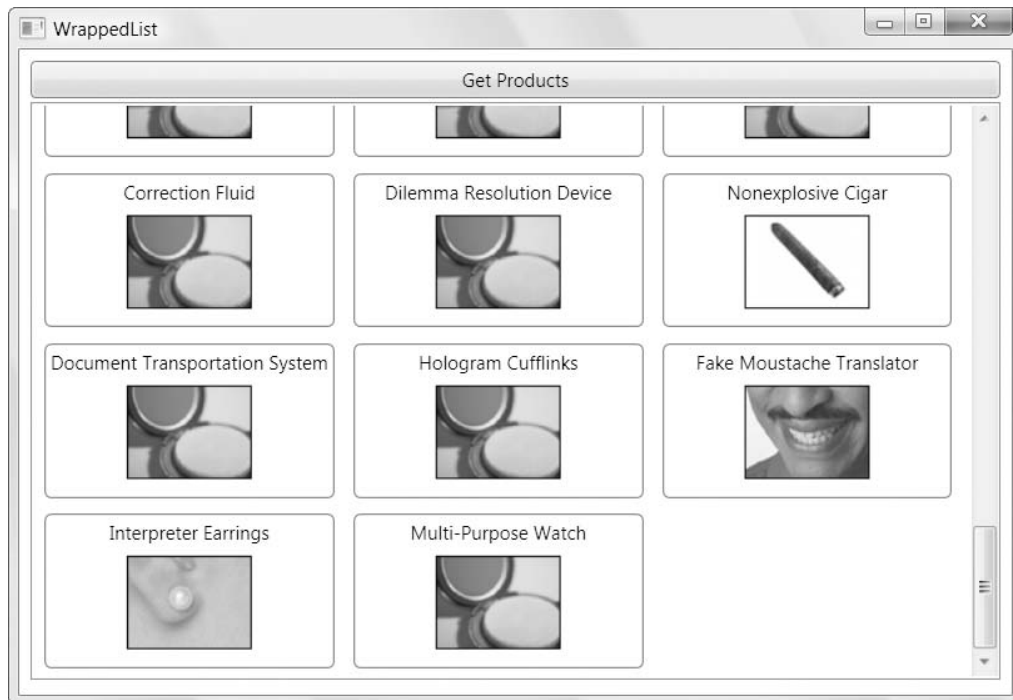 WrappedList
Get Products
Correction Fluid
Dilemma Resolution Device
Nonexplosive Cigar
Document Transportation System
Hologram Cufflinks
Fake Moustache Translator
Interpreter Earrings
Multi-Purpose Watch